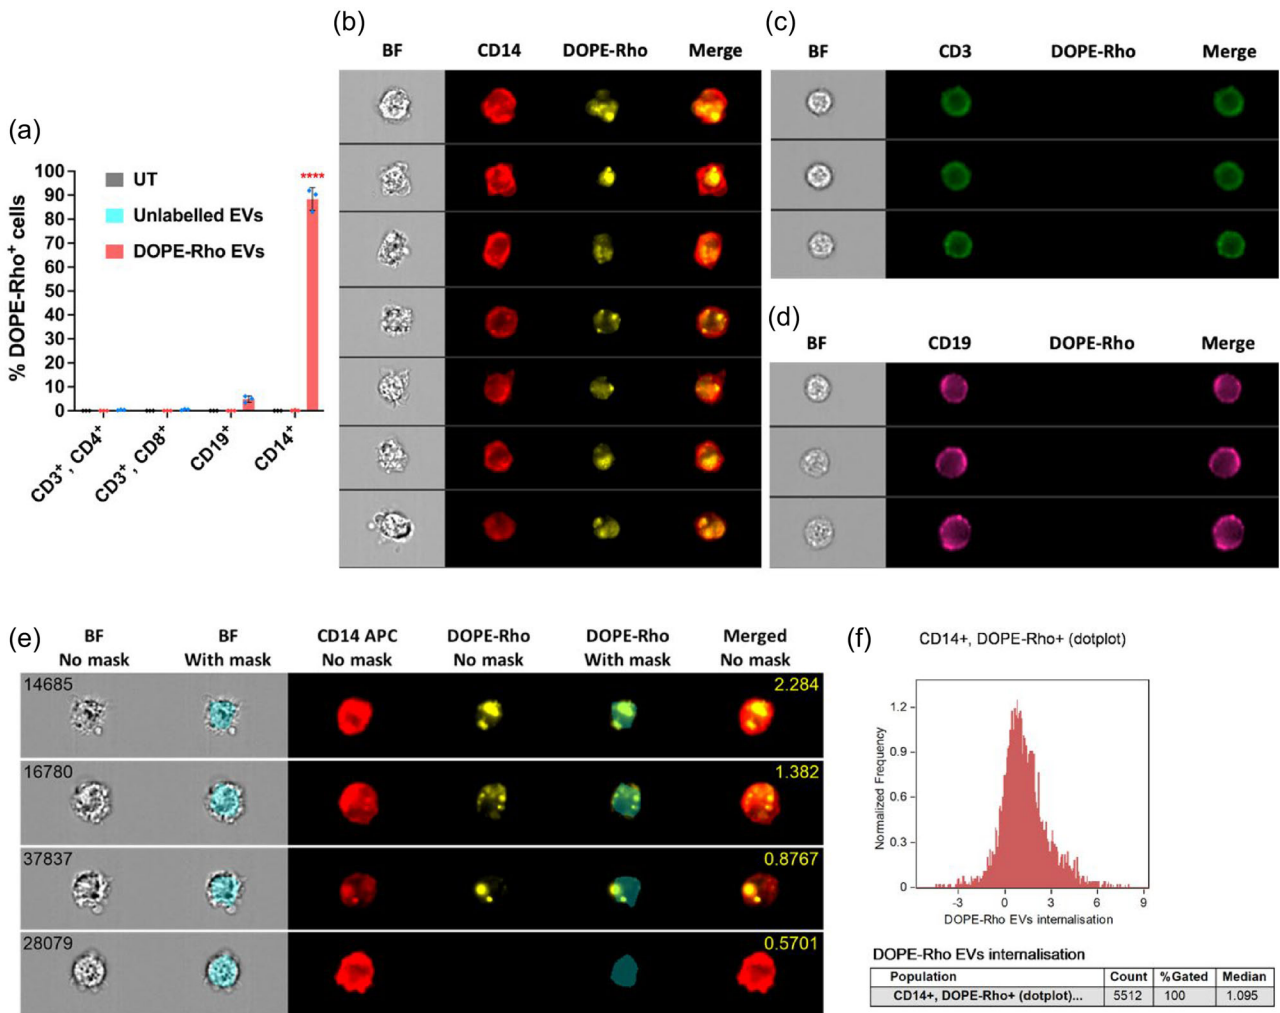 (a)
% DOPE-Rho+ cells
100
90
80
70
60
50
40
30
20
10
0
UT
Unlabelled EVs
DOPE-Rho EVs
****
CD3+, CD4+
CD3+, CD8+
CD19+
CD14+
(b)
BF CD14 DOPE-Rho Merge
(c)
BF CD3 DOPE-Rho Merge
(d)
BF CD19 DOPE-Rho Merge
(e)
BF BF CD14 APC DOPE-Rho DOPE-Rho Merged
No mask With mask No mask No mask With mask No mask
14685 2.284
16780 1.382
37837 0.8767
28079 0.5701
(f)
CD14+, DOPE-Rho+ (dotplot)
Normalized Frequency
1.2
0.9
0.6
0.3
0
-3 0 3 6 9
DOPE-Rho EVs internalisation
DOPE-Rho EVs internalisation
Population Count %Gated Median
CD14+, DOPE-Rho+ (dotplot)... 5512 100 1.095